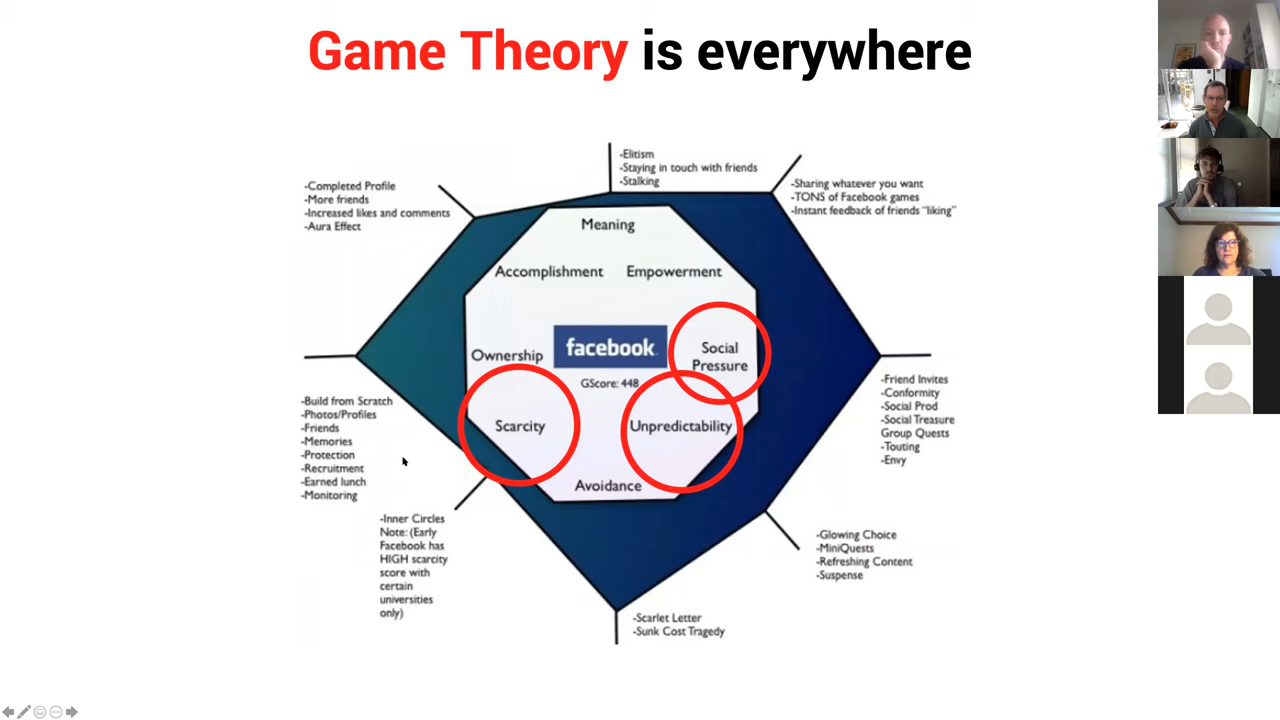 Game Theory is everywhere
-Elitism
-Staying in touch with friends
-Stalking
-Completed Profile
-More friends
-Increased likes and comments
-Aura Effect
-Sharing whatever you want
-TONS of Facebook games
-Instant feedback of friends "liking"
Meaning
Accomplishment
Empowerment
Ownership
facebook
Social
Pressure
GScore: 448
Scarcity
Unpredictability
Avoidance
-Build from Scratch
-Photos/Profiles
-Friends
-Memories
-Protection
-Recruitment
-Earned lunch
-Monitoring
-Friend Invites
-Conformity
-Social Prod
-Social Treasure
Group Quests
-Touting
-Envy
-Inner Circles
Note: (Early
Facebook has
HIGH scarcity
score with
certain
universities
only)
-Glowing Choice
-MiniQuests
-Refreshing Content
-Suspense
-Scarlet Letter
-Sunk Cost Tragedy